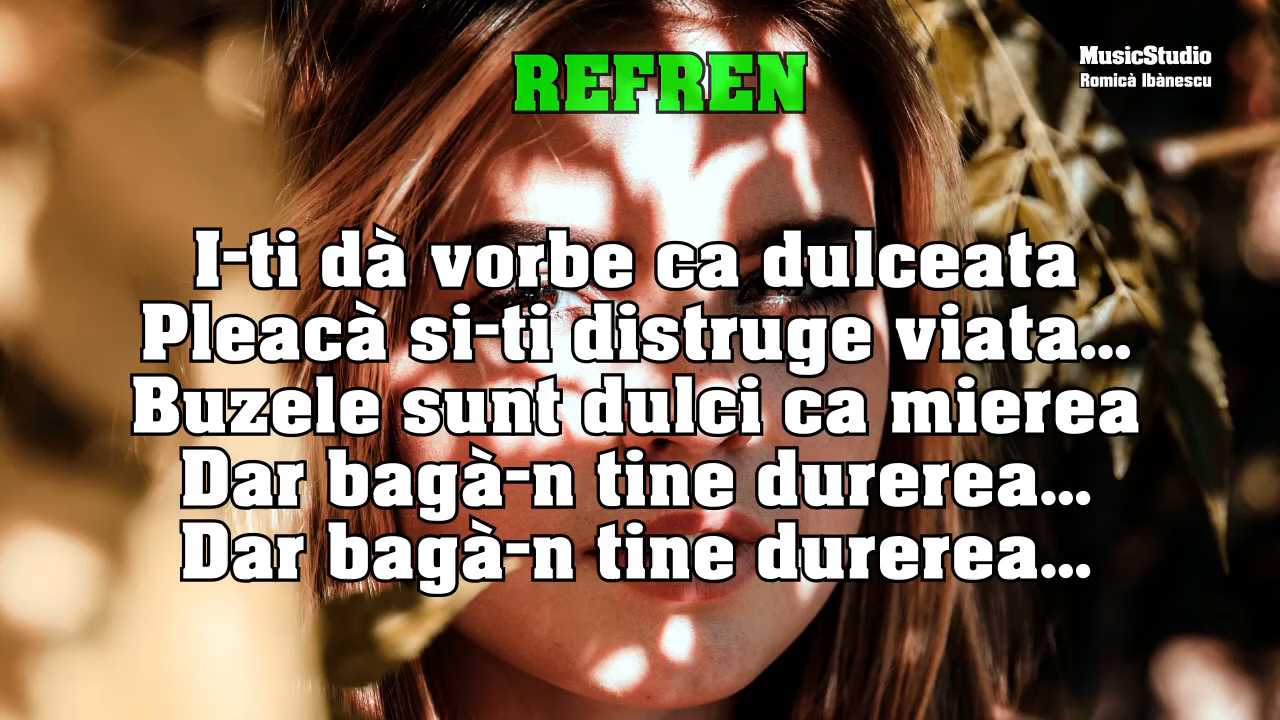 REFREN
MusicStudio
Romicà Ibànescu
I-ti dà vorbe ca dulceata
Pleacà si-ti distruge viata...
Buzele sunt dulci ca mierea
Dar bagà-n tine durerea...
Dar bagà-n tine durerea...